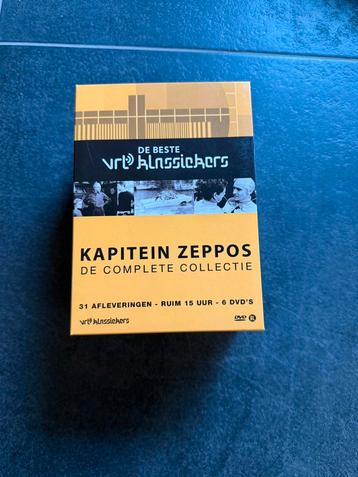 DE BESTE
vrt klassiekers
KAPITEIN ZEPPOS
DE COMPLETE COLLECTIE
31 AFLEVERINGEN - RUIM 15 UUR - 6 DVD'S
vrt klassiekers
DVD